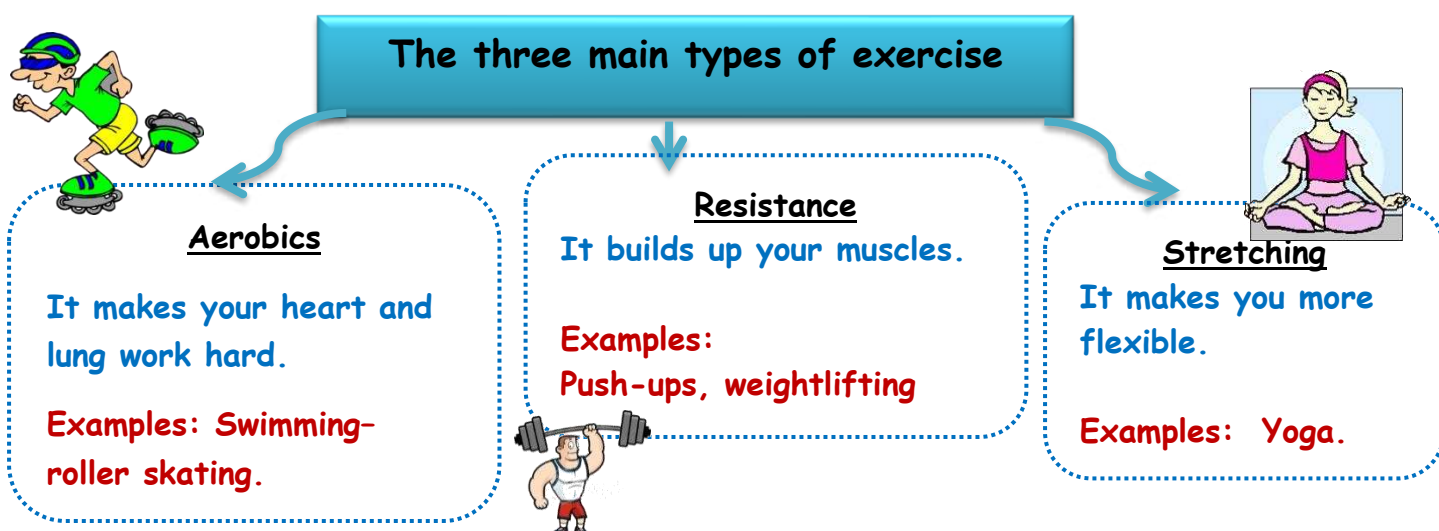 The three main types of exercise
Aerobics
It makes your heart and
lung work hard.
Examples: Swimming–
roller skating.
Resistance
It builds up your muscles.
Examples:
Push-ups, weightlifting
Stretching
It makes you more
flexible.
Examples: Yoga.